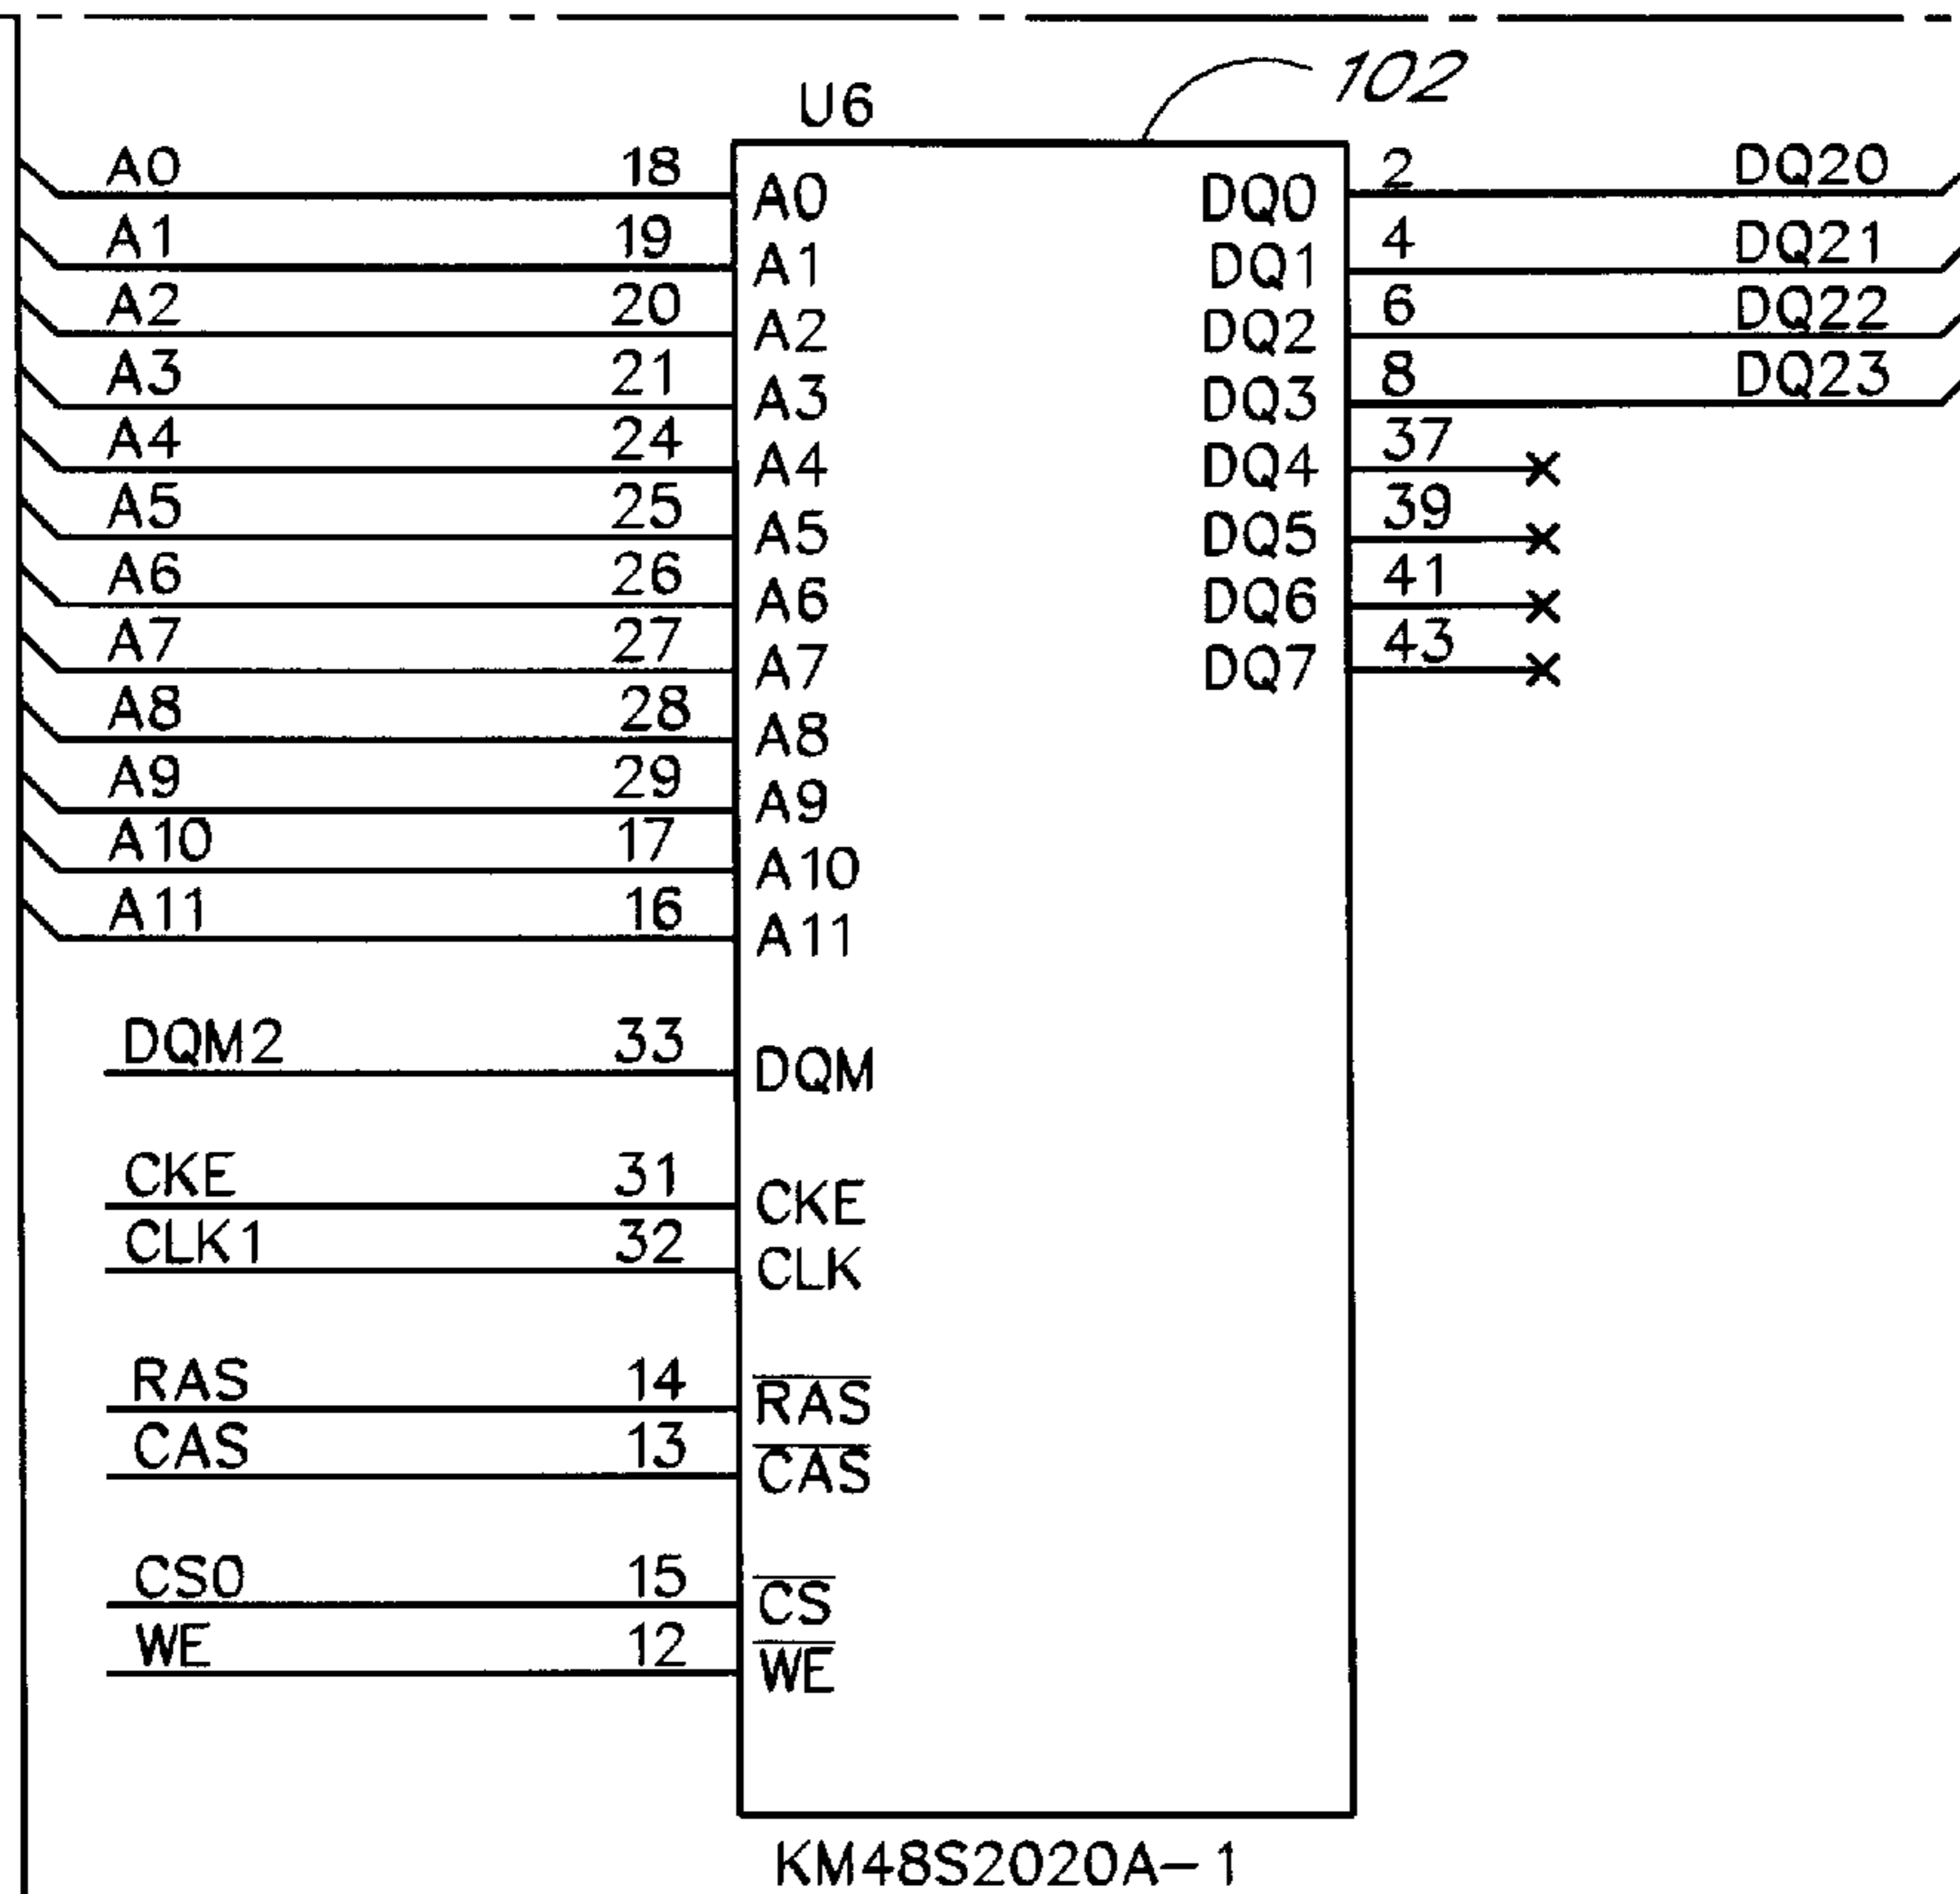 102
U6
A0 18 A0 DQ0 2 DQ20
A1 19 A1 DQ1 4 DQ21
A2 20 A2 DQ2 6 DQ22
A3 21 A3 DQ3 8 DQ23
A4 24 A4 DQ4 37
A5 25 A5 DQ5 39
A6 26 A6 DQ6 41
A7 27 A7 DQ7 43
A8 28 A8
A9 29 A9
A10 17 A10
A11 16 A11
DQM2 33 DQM
CKE 31 CKE
CLK1 32 CLK
RAS 14 R̅A̅S̅
CAS 13 C̅A̅S̅
CS0 15 C̅S̅
WE 12 W̅E̅
KM48S2020A-1